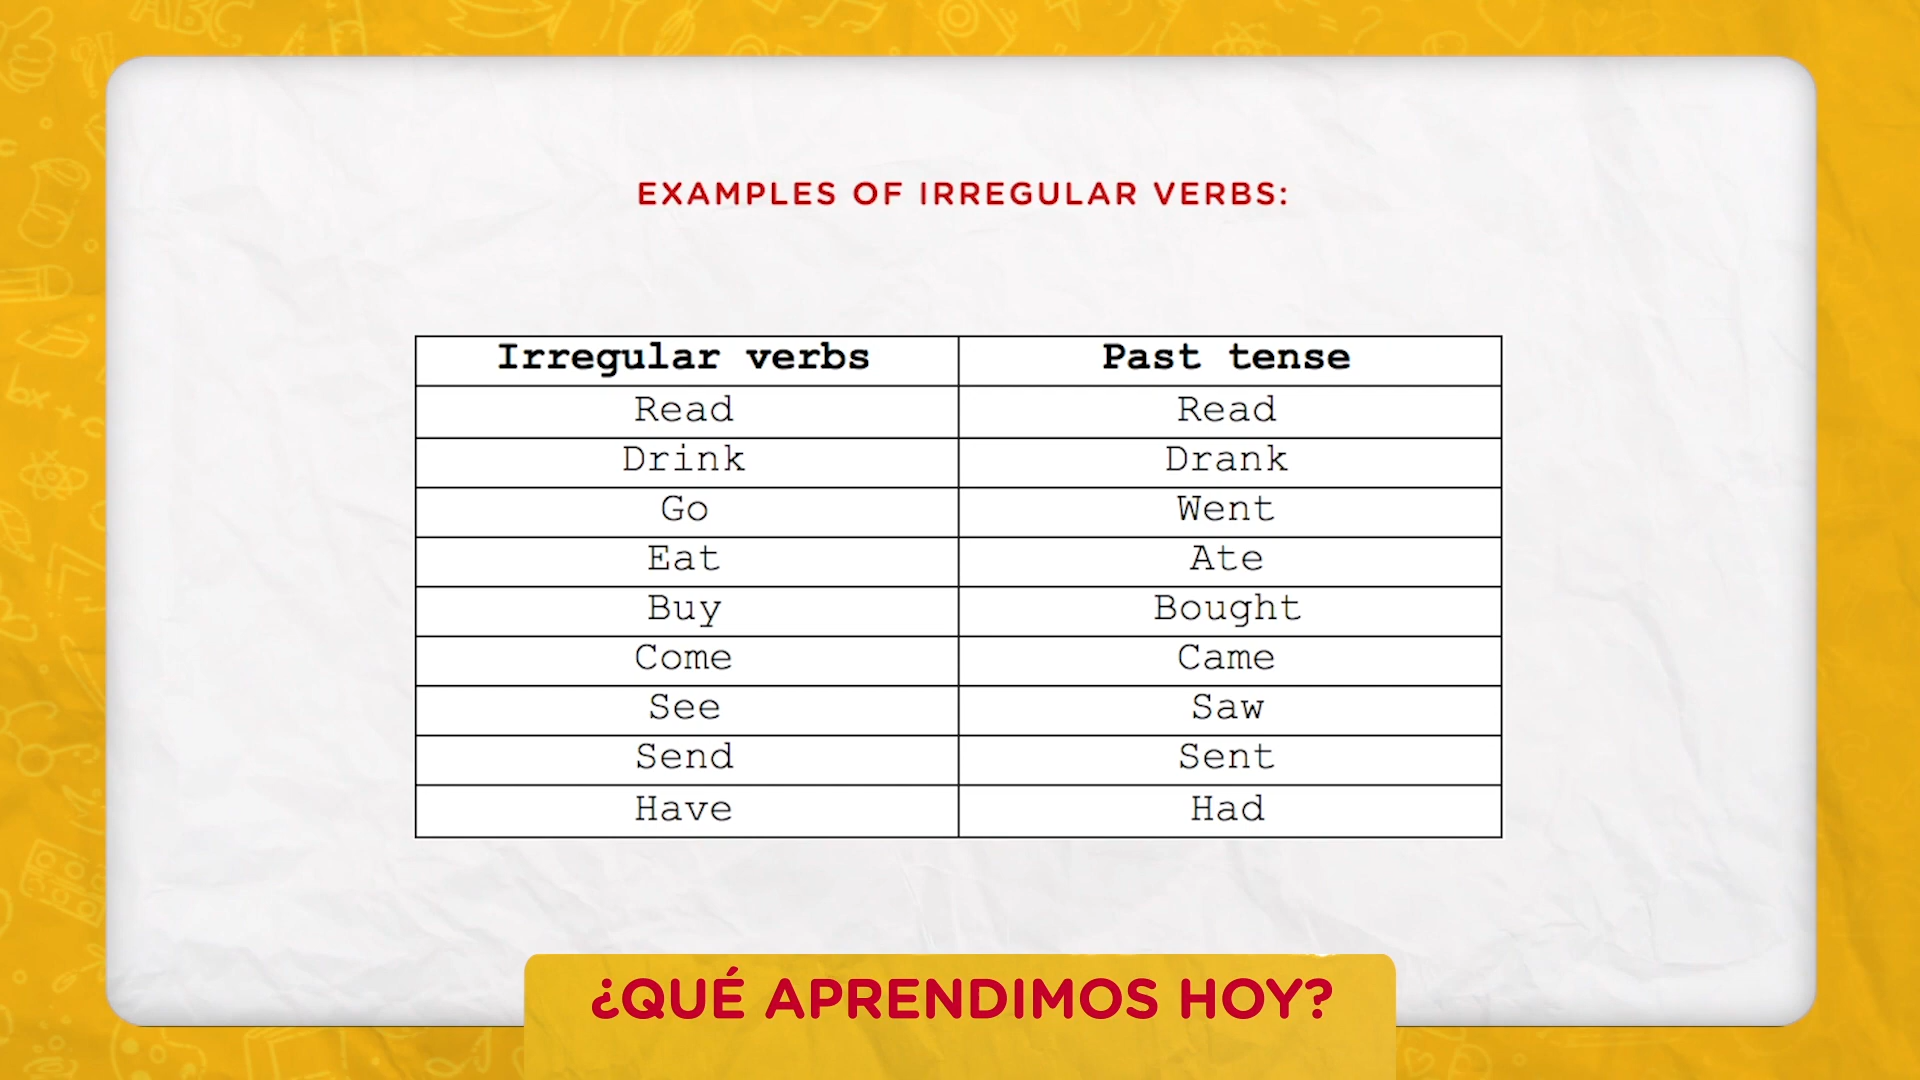 ABC
EXAMPLES OF IRREGULAR VERBS:
Irregular verbs Past tense
Read Read
Drink Drank
Go Went
Eat Ate
Buy Bought
Come Came
See Saw
Send Sent
Have Had
¿QUÉ APRENDIMOS HOY?